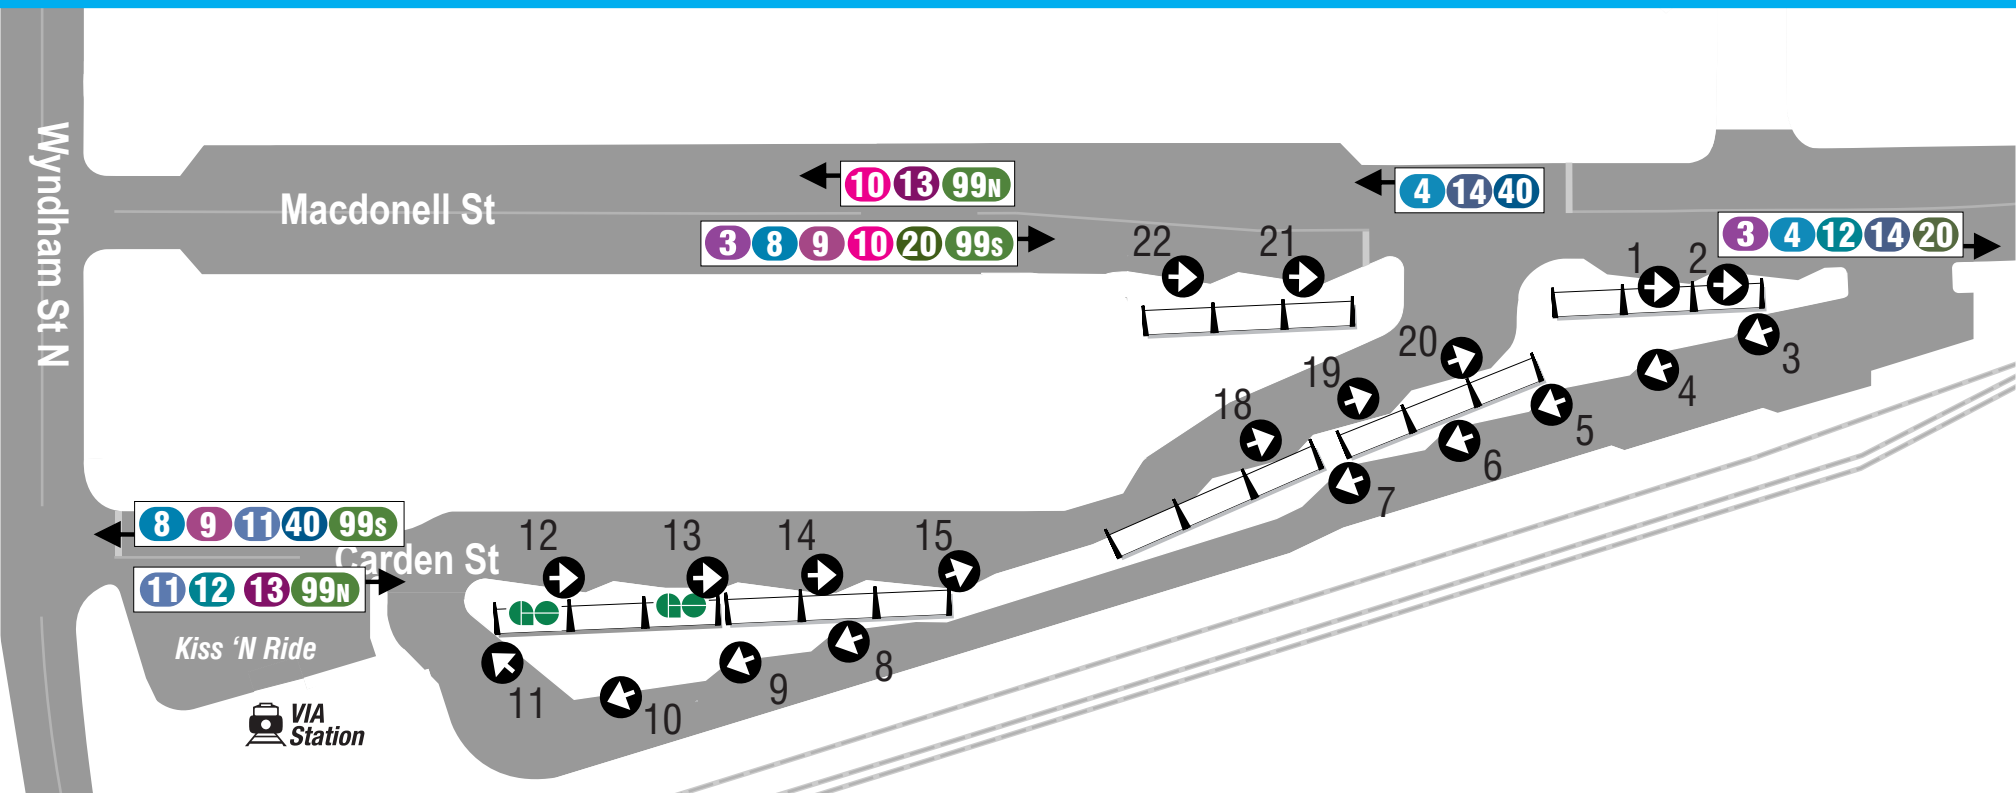 Wyndham St N
Macdonell St
10 13 99N
3 8 9 10 20 99S
4 14 40
3 4 12 14 20
22 21
1 2
20
19
18
3
4
5
6
7
8 9 11 40 99S
Carden St
11 12 13 99N
12 13 14 15
GO GO
Kiss ‘N Ride
11
10
9
8
VIA
Station